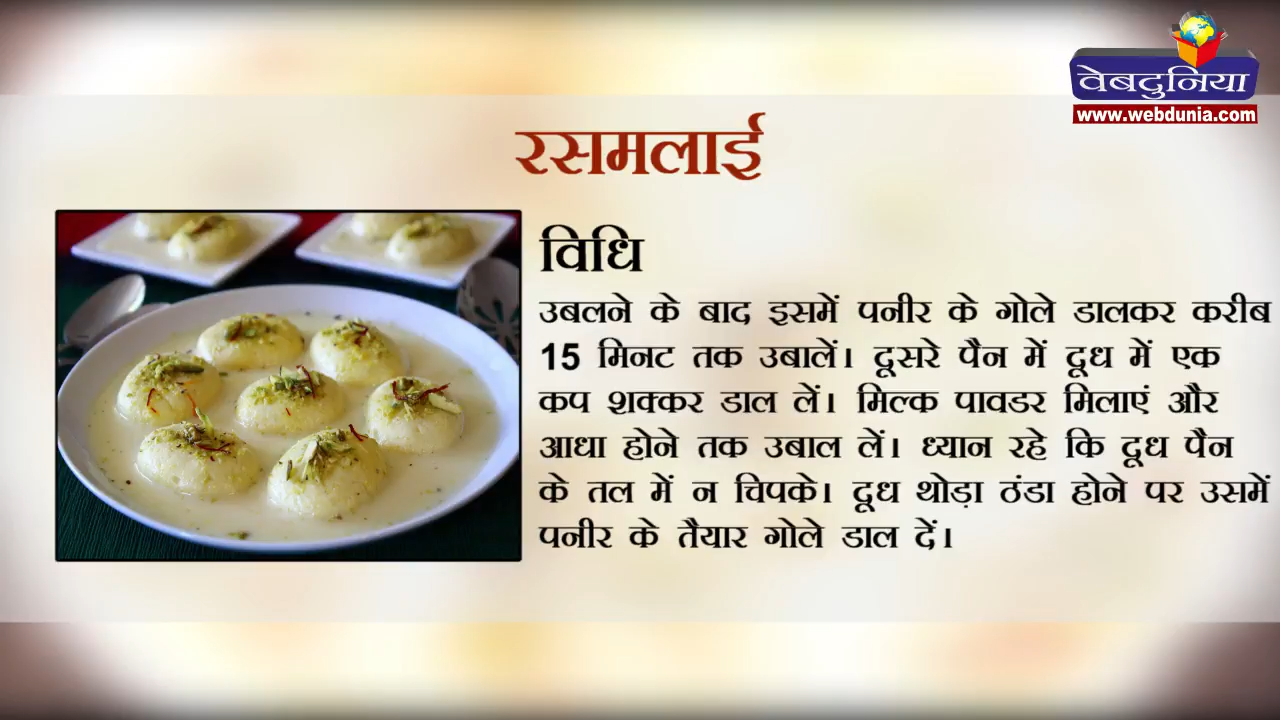 वेबदुनिया
www.webdunia.com
रसमलाई
विधि
उबलने के बाद इसमें पनीर के गोले डालकर करीब
15 मिनट तक उबालें। दूसरे पैन में दूध में एक
कप शक्कर डाल लें। मिल्क पावडर मिलाएं और
आधा होने तक उबाल लें। ध्यान रहे कि दूध पैन
के तल में न चिपके। दूध थोड़ा ठंडा होने पर उसमें
पनीर के तैयार गोले डाल दें।